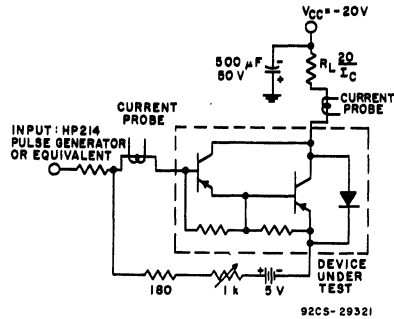 VCC=-20V
500 µF
50V
-
+
RL 20
IC
CURRENT
PROBE
CURRENT
PROBE
INPUT: HP214
PULSE GENERATOR
OR EQUIVALENT
+ -
180
1 k
5 V
DEVICE
UNDER
TEST
92CS-29321